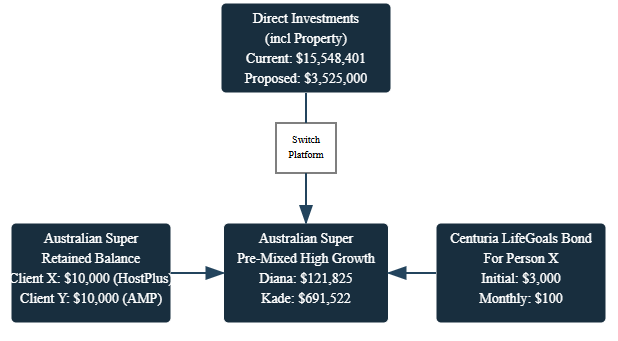 Direct Investments
(incl Property)
Current: $15,548,401
Proposed: $3,525,000
Switch
Platform
Australian Super
Retained Balance
Client X: $10,000 (HostPlus)
Client Y: $10,000 (AMP)
Australian Super
Pre-Mixed High Growth
Diana: $121,825
Kade: $691,522
Centuria LifeGoals Bond
For Person X
Initial: $3,000
Monthly: $100